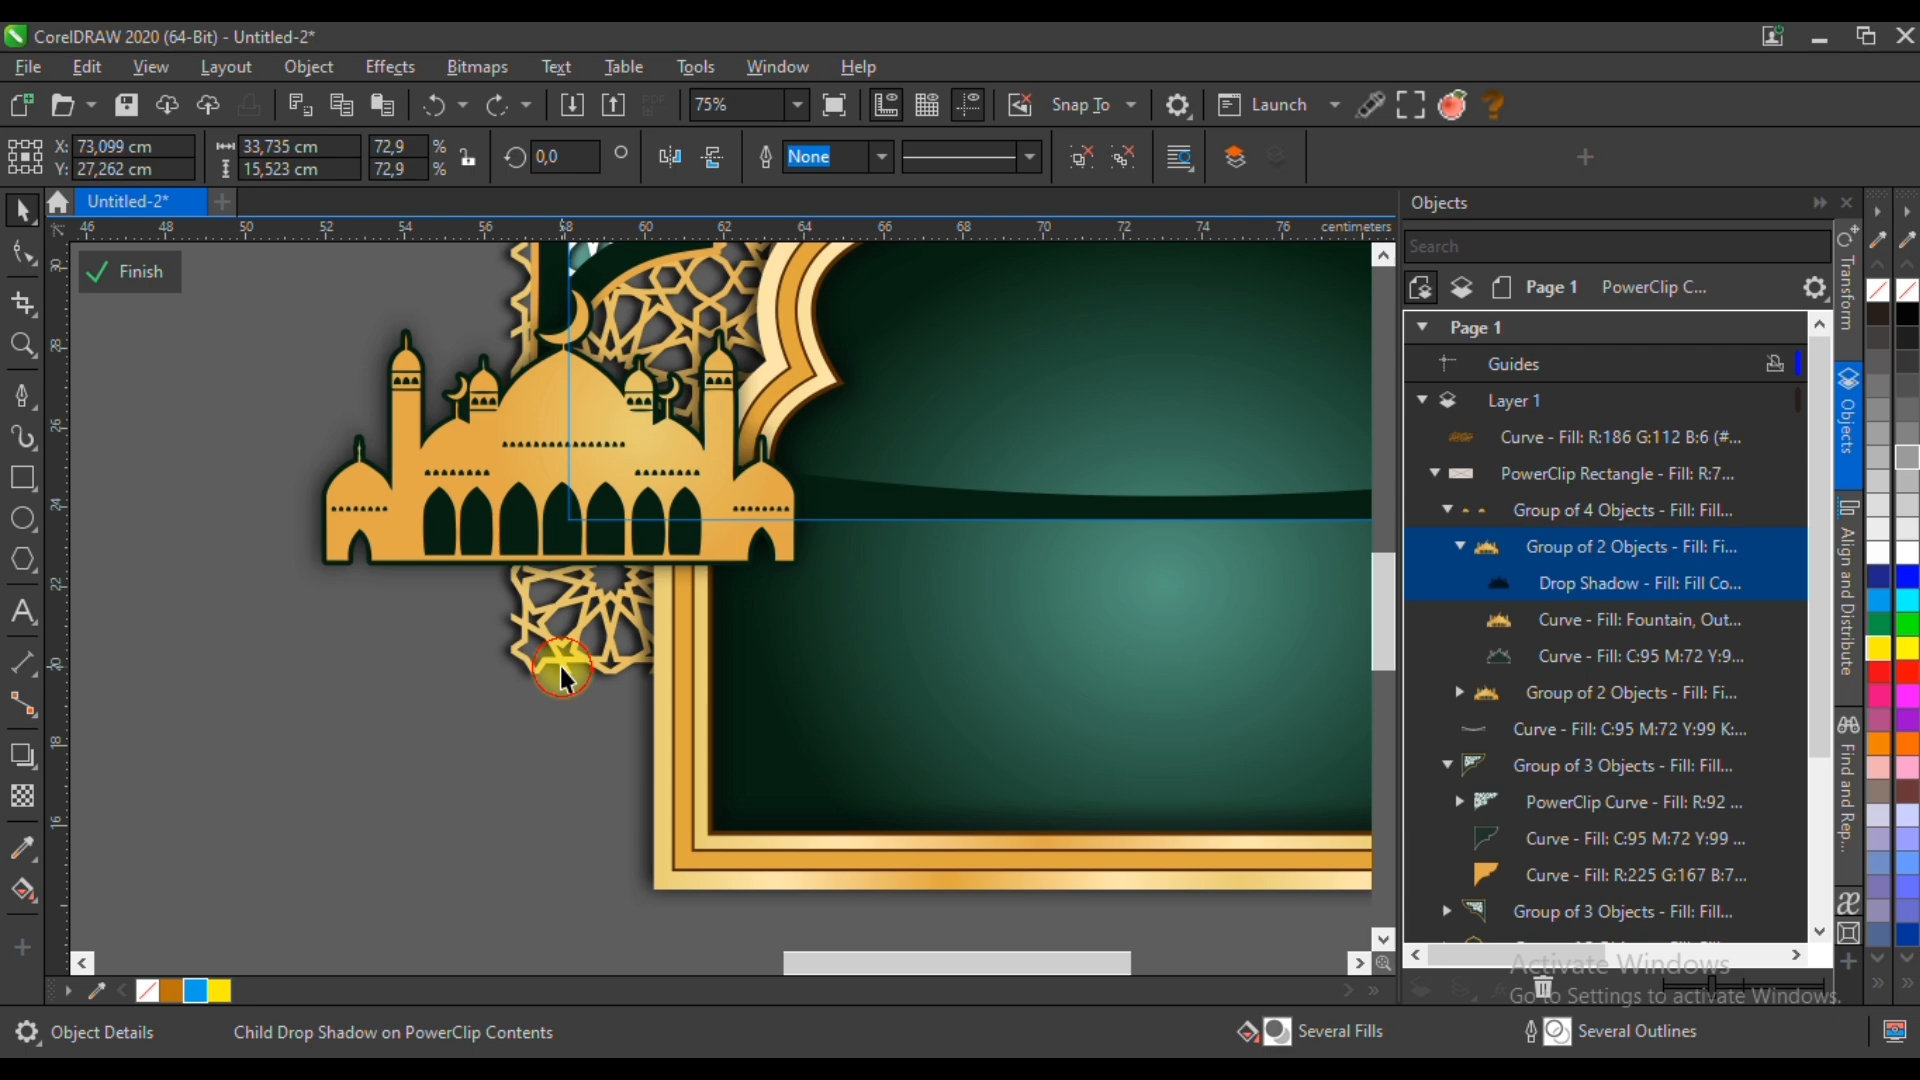 CorelDRAW 2020 (64-Bit) - Untitled-2*
File Edit View Layout Object Effects Bitmaps Text Table Tools Window Help
PDF 75% Snap To Launch
X: 73,099 cm 33,735 cm 72,9 % 0,0 None
Y: 27,262 cm 15,523 cm 72,9 %
Untitled-2*
46 48 50 52 54 56 58 60 62 64 66 68 70 72 74 76 centimeters
30 28 26 24 22 20 18 16
Finish
Objects
Search
Page 1 PowerClip C...
Page 1
Guides
Layer 1
Curve - Fill: R:186 G:112 B:6 (#...
PowerClip Rectangle - Fill: R:7...
Group of 4 Objects - Fill: Fill...
Group of 2 Objects - Fill: Fi...
Drop Shadow - Fill: Fill Co...
Curve - Fill: Fountain, Out...
Curve - Fill: C:95 M:72 Y:9...
Group of 2 Objects - Fill: Fi...
Curve - Fill: C:95 M:72 Y:99 K:...
Group of 3 Objects - Fill: Fill...
PowerClip Curve - Fill: R:92 ...
Curve - Fill: C:95 M:72 Y:99 ...
Curve - Fill: R:225 G:167 B:7...
Group of 3 Objects - Fill: Fill...
Transform
Objects
Align and Distribute
Find and Rep...
Activate Windows
Go to Settings to activate Windows.
Object Details Child Drop Shadow on PowerClip Contents Several Fills Several Outlines